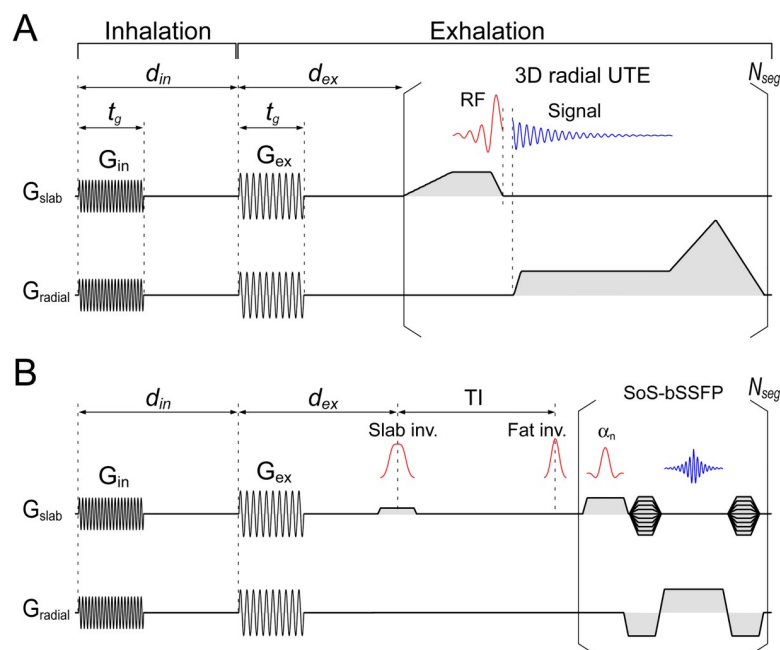 A
Inhalation Exhalation
d_in d_ex 3D radial UTE N_seg
t_g t_g RF Signal
G_in G_ex
G_slab
G_radial
B
d_in d_ex TI SoS-bSSFP N_seg
Slab inv. Fat inv. α_n
G_in G_ex
G_slab
G_radial